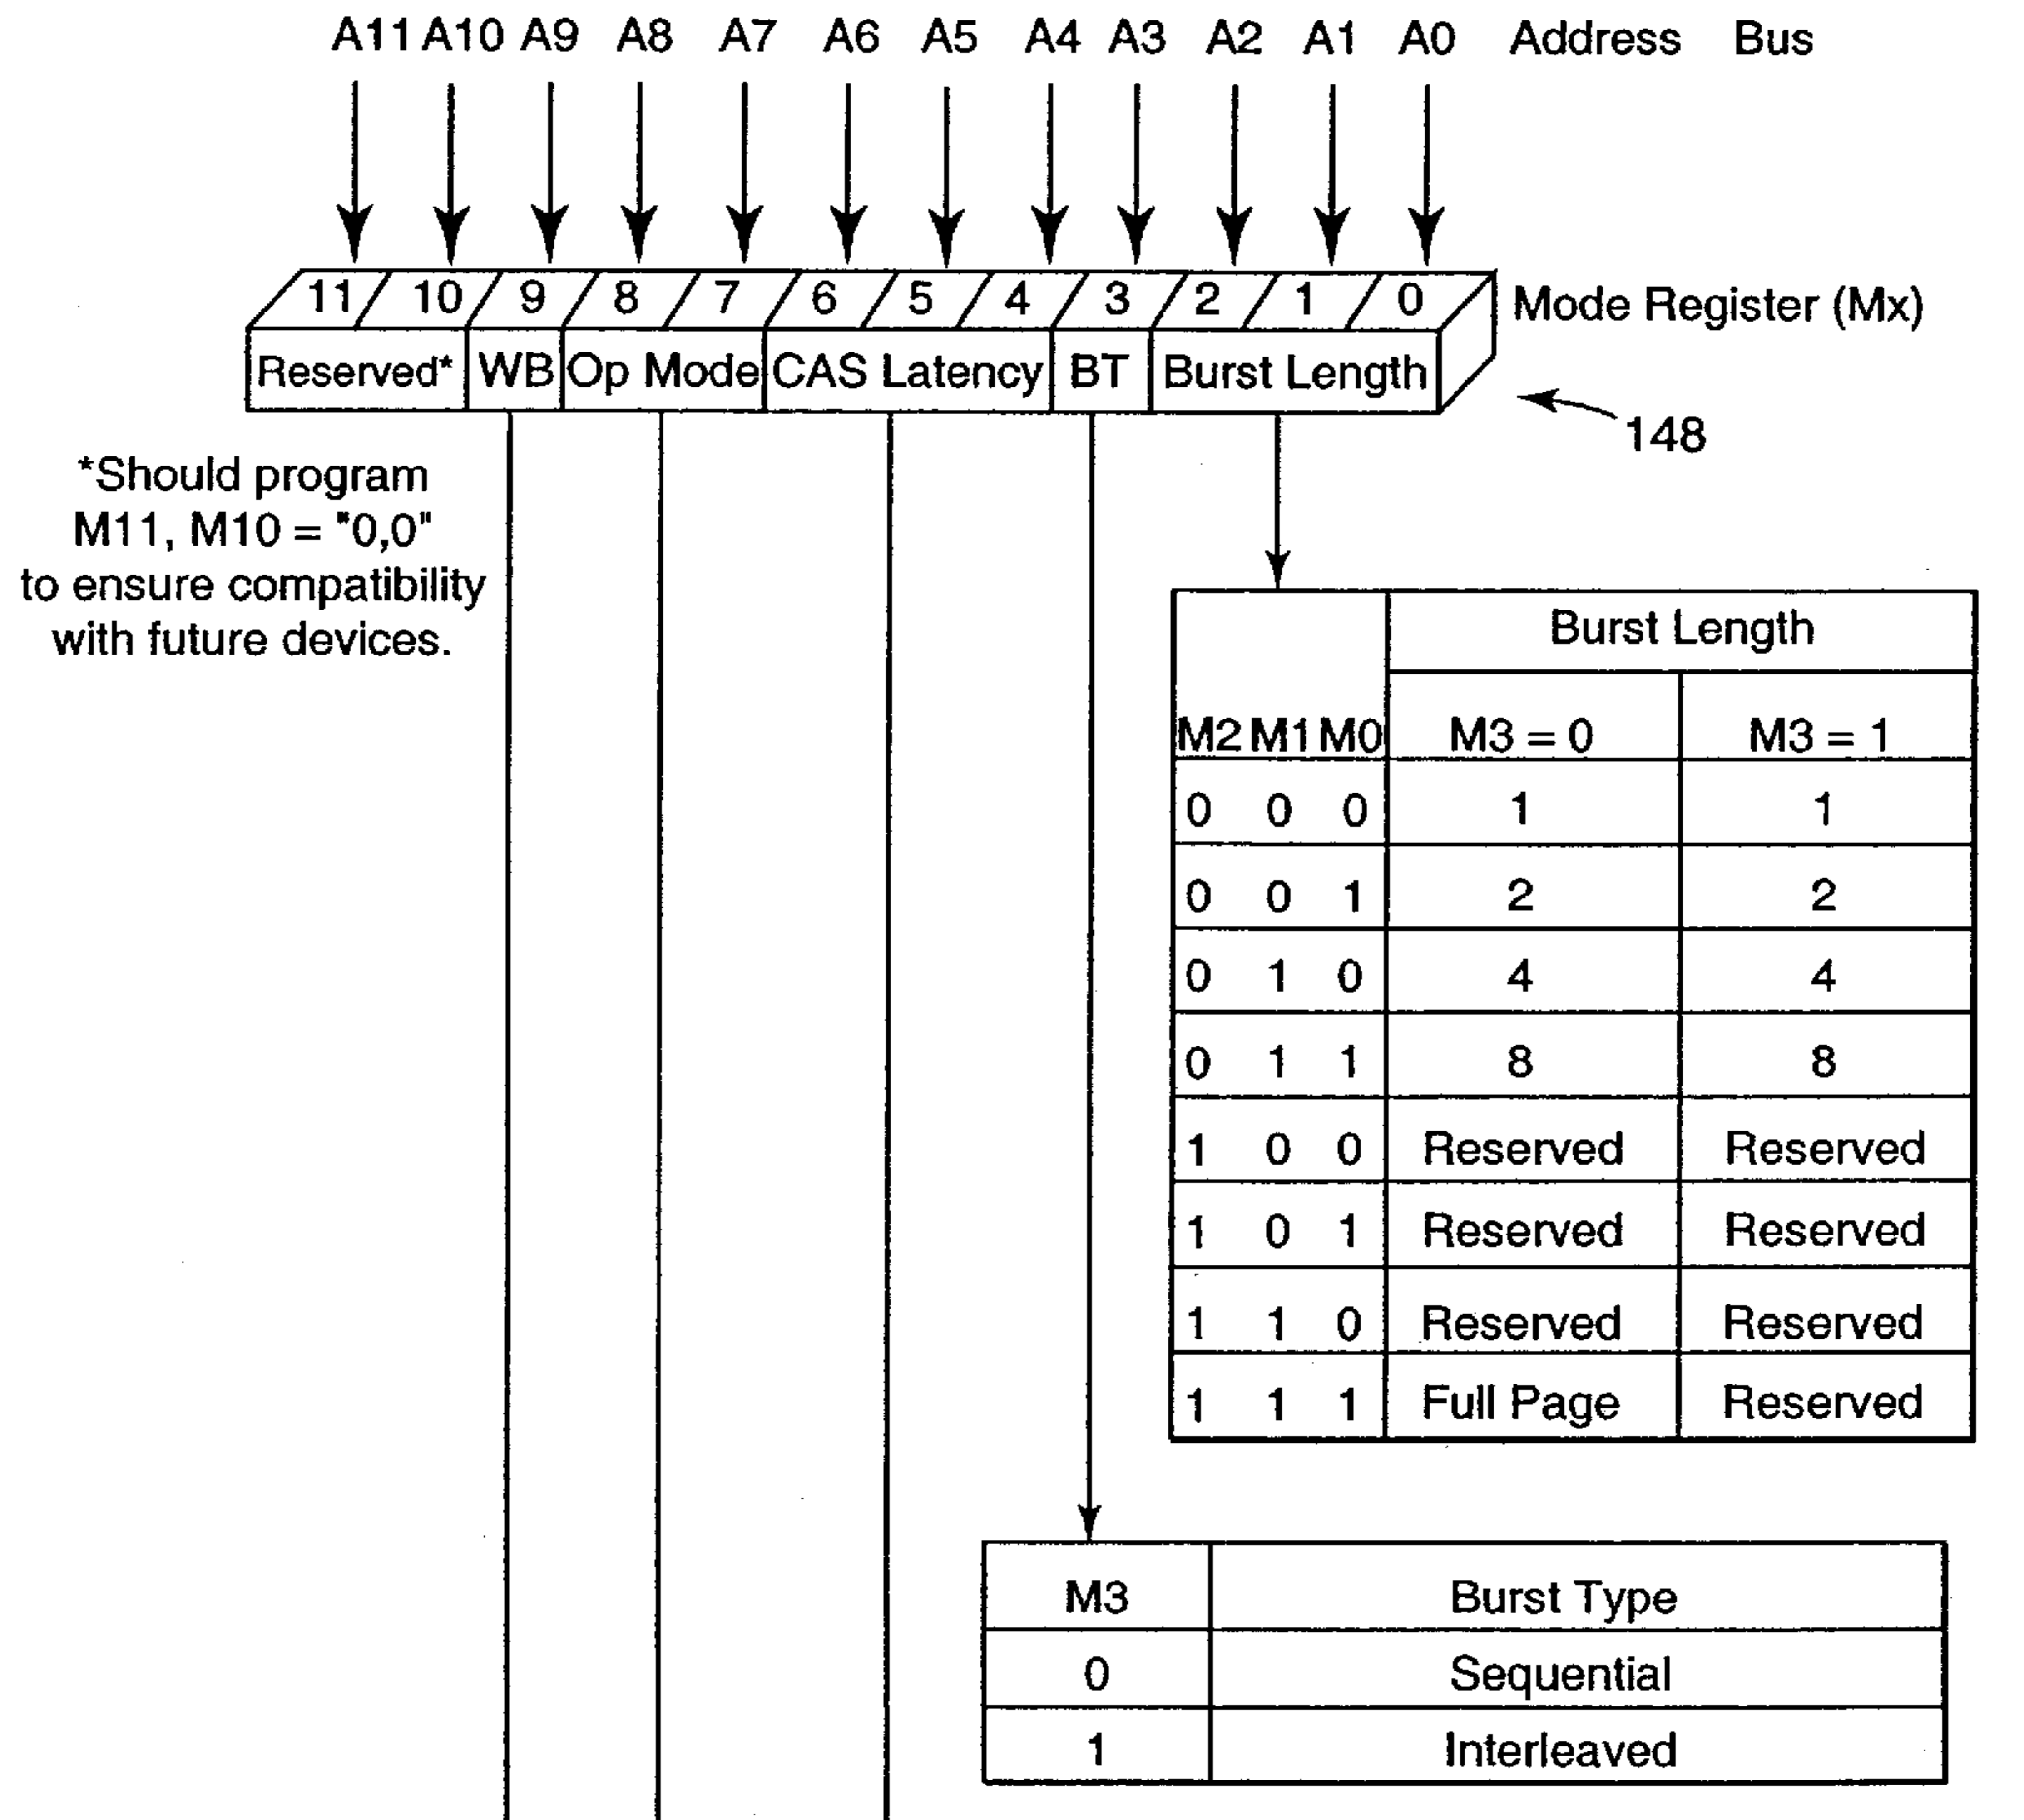 A11 A10 A9 A8 A7 A6 A5 A4 A3 A2 A1 A0 Address Bus
11 10 9 8 7 6 5 4 3 2 1 0 Mode Register (Mx)
Reserved* WB Op Mode CAS Latency BT Burst Length
148
*Should program
M11, M10 = "0,0"
to ensure compatibility
with future devices.
Burst Length
M2 M1 M0 M3 = 0 M3 = 1
0 0 0 1 1
0 0 1 2 2
0 1 0 4 4
0 1 1 8 8
1 0 0 Reserved Reserved
1 0 1 Reserved Reserved
1 1 0 Reserved Reserved
1 1 1 Full Page Reserved
M3 Burst Type
0 Sequential
1 Interleaved